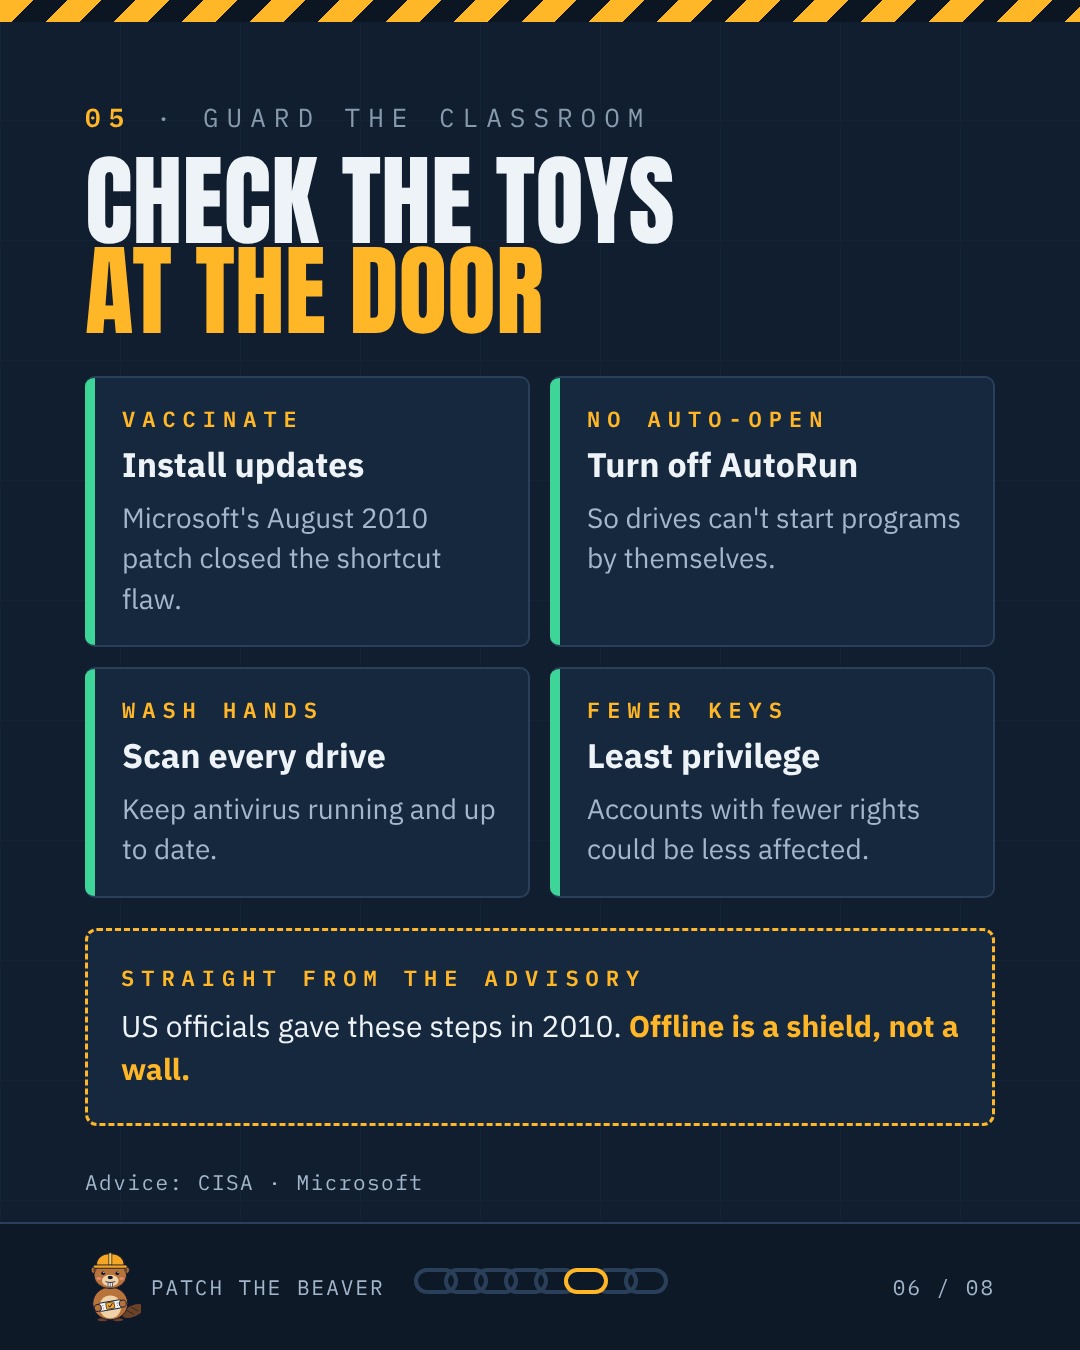 05 · GUARD THE CLASSROOM
CHECK THE TOYS
AT THE DOOR
VACCINATE
Install updates
Microsoft's August 2010
patch closed the shortcut
flaw.
NO AUTO-OPEN
Turn off AutoRun
So drives can't start programs
by themselves.
WASH HANDS
Scan every drive
Keep antivirus running and up
to date.
FEWER KEYS
Least privilege
Accounts with fewer rights
could be less affected.
STRAIGHT FROM THE ADVISORY
US officials gave these steps in 2010. Offline is a shield, not a
wall.
Advice: CISA · Microsoft
PATCH THE BEAVER
06 / 08